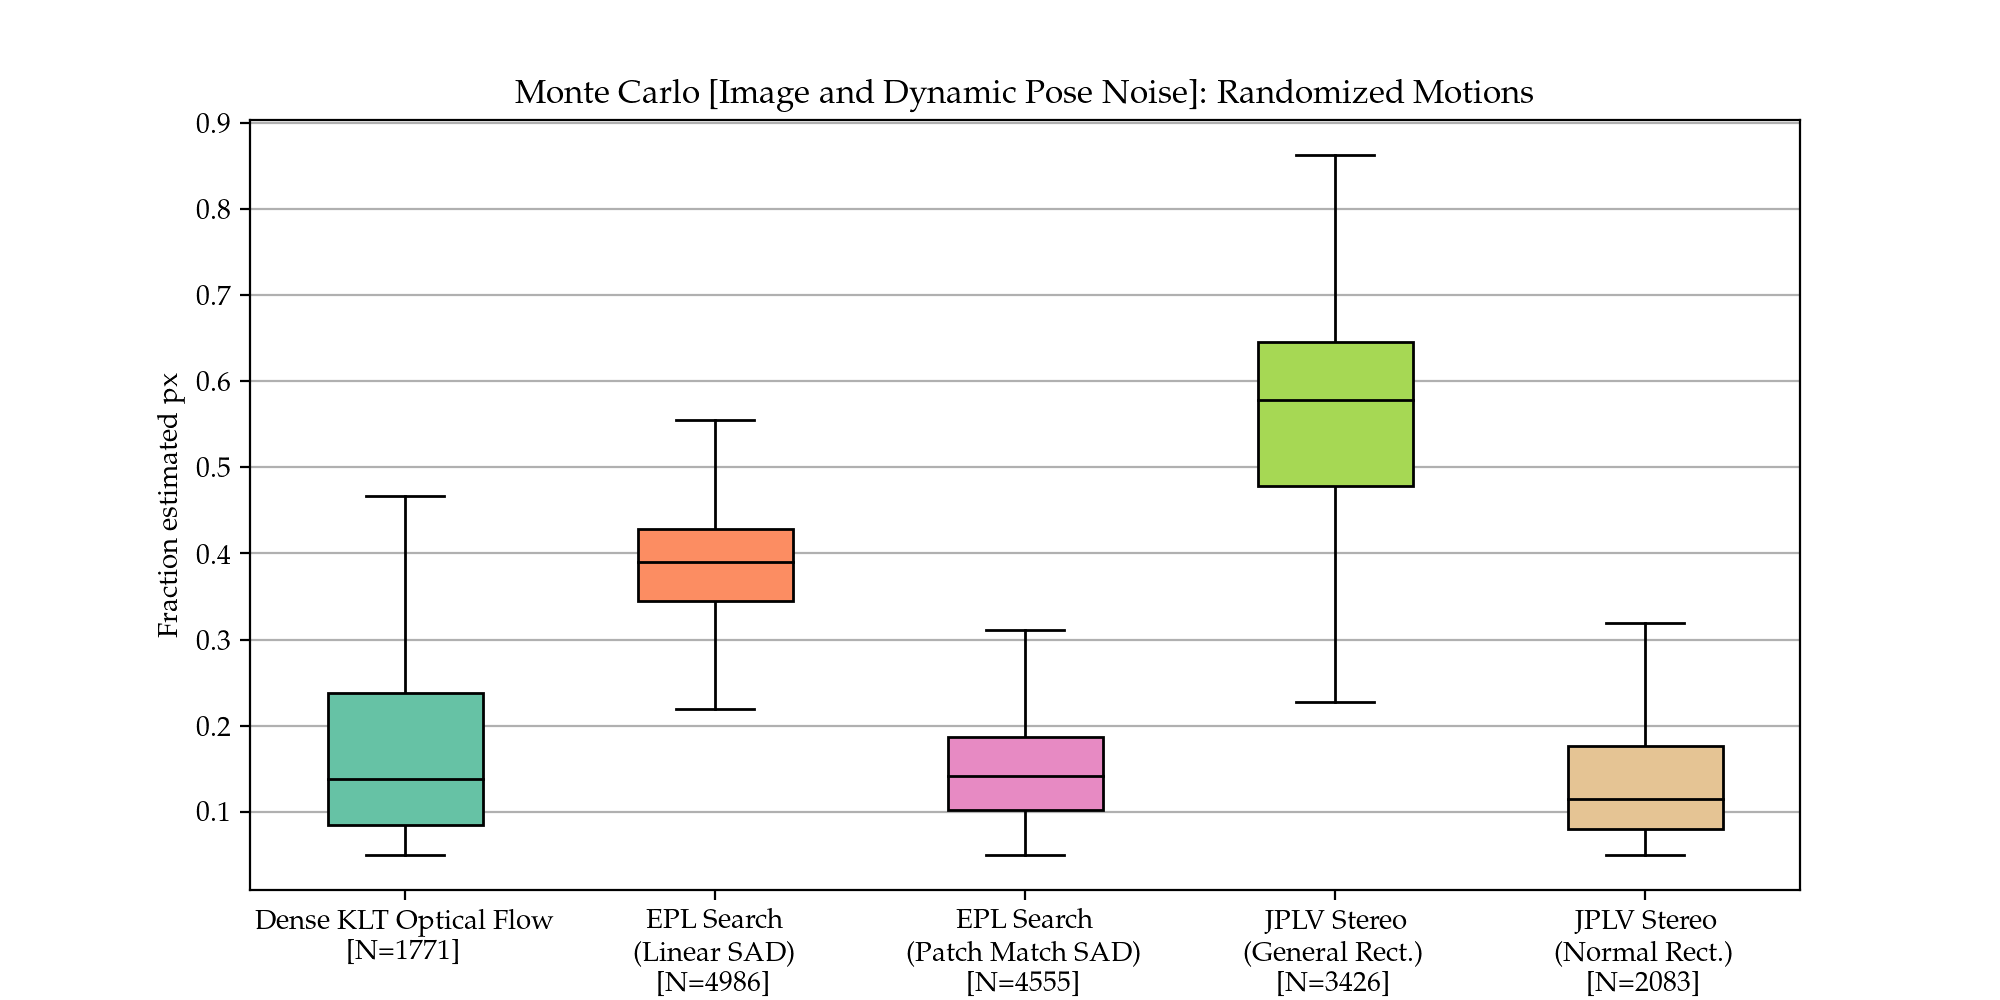 Monte Carlo [Image and Dynamic Pose Noise]: Randomized Motions
Fraction estimated px
0.9
0.8
0.7
0.6
0.5
0.4
0.3
0.2
0.1
Dense KLT Optical Flow
[N=1771]
EPL Search
(Linear SAD)
[N=4986]
EPL Search
(Patch Match SAD)
[N=4555]
JPLV Stereo
(General Rect.)
[N=3426]
JPLV Stereo
(Normal Rect.)
[N=2083]